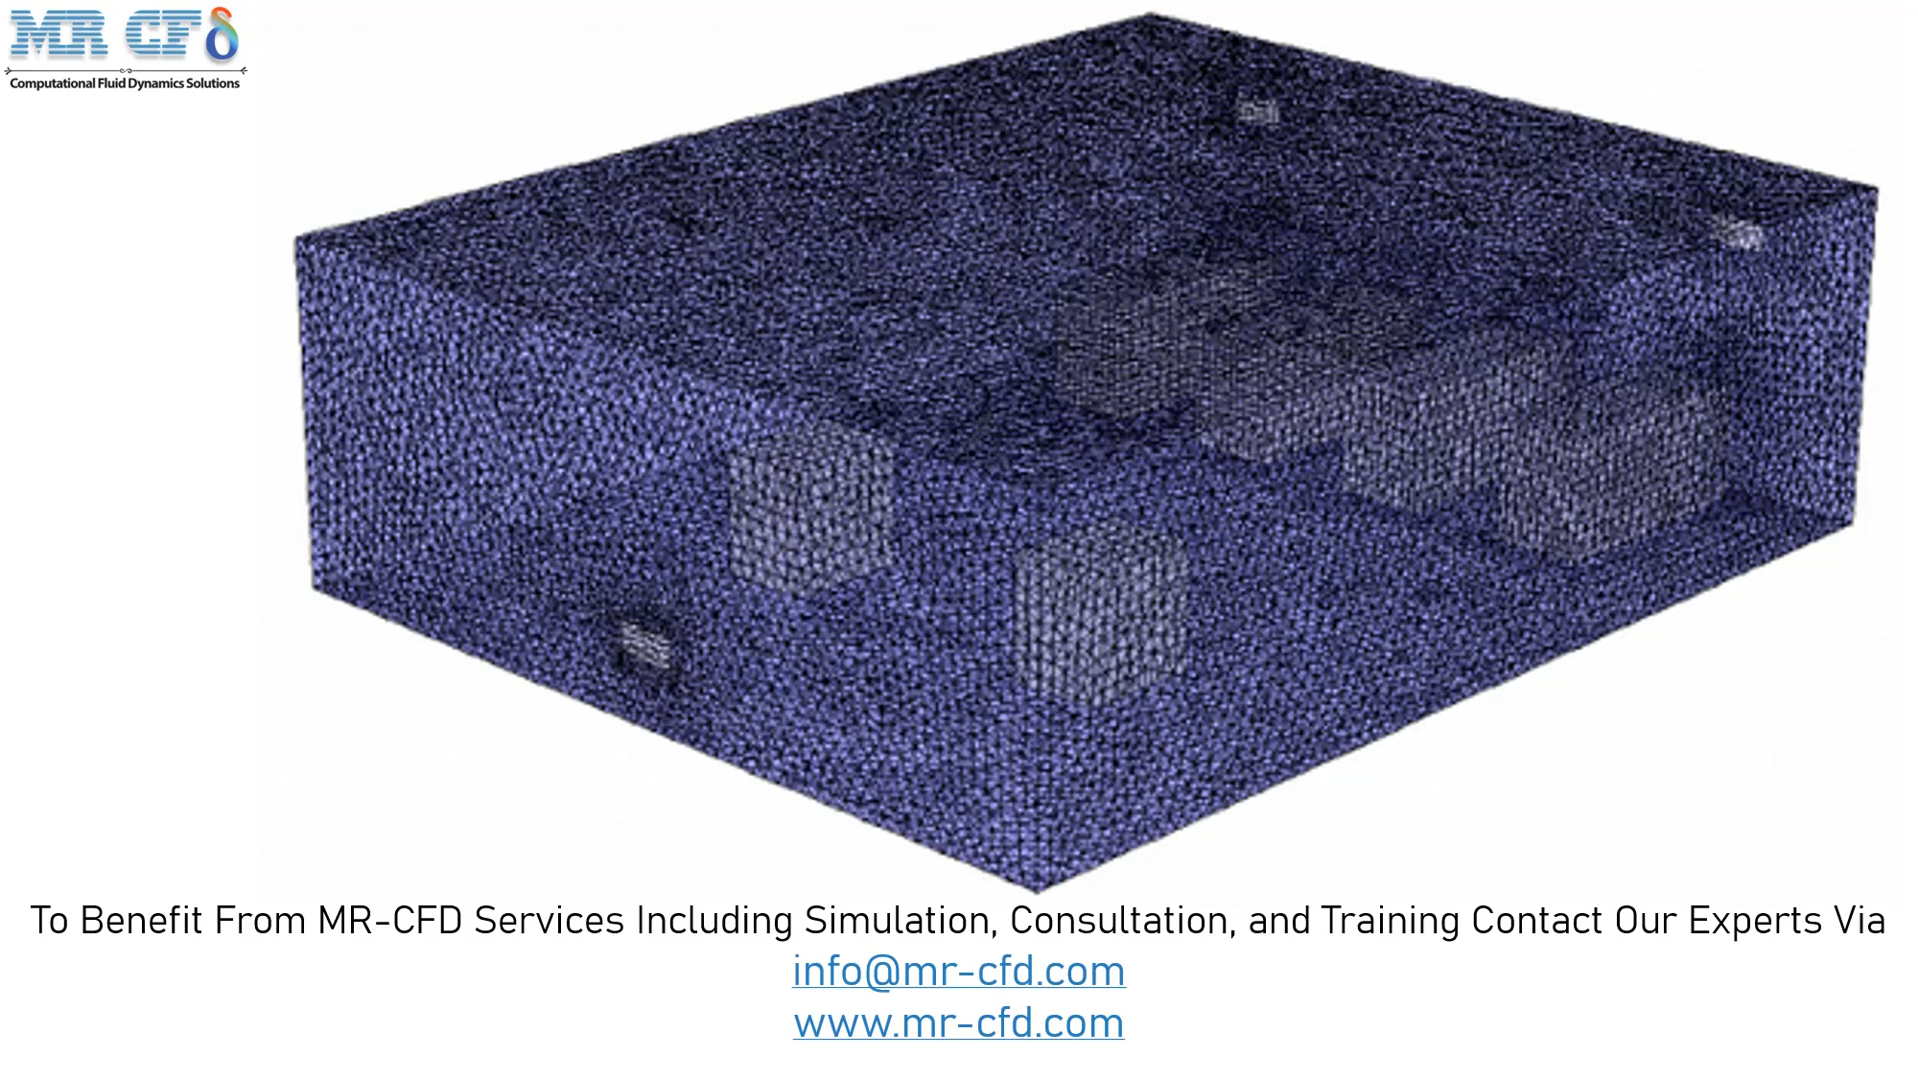 MR CFδ
Computational Fluid Dynamics Solutions
To Benefit From MR-CFD Services Including Simulation, Consultation, and Training Contact Our Experts Via
info@mr-cfd.com
www.mr-cfd.com